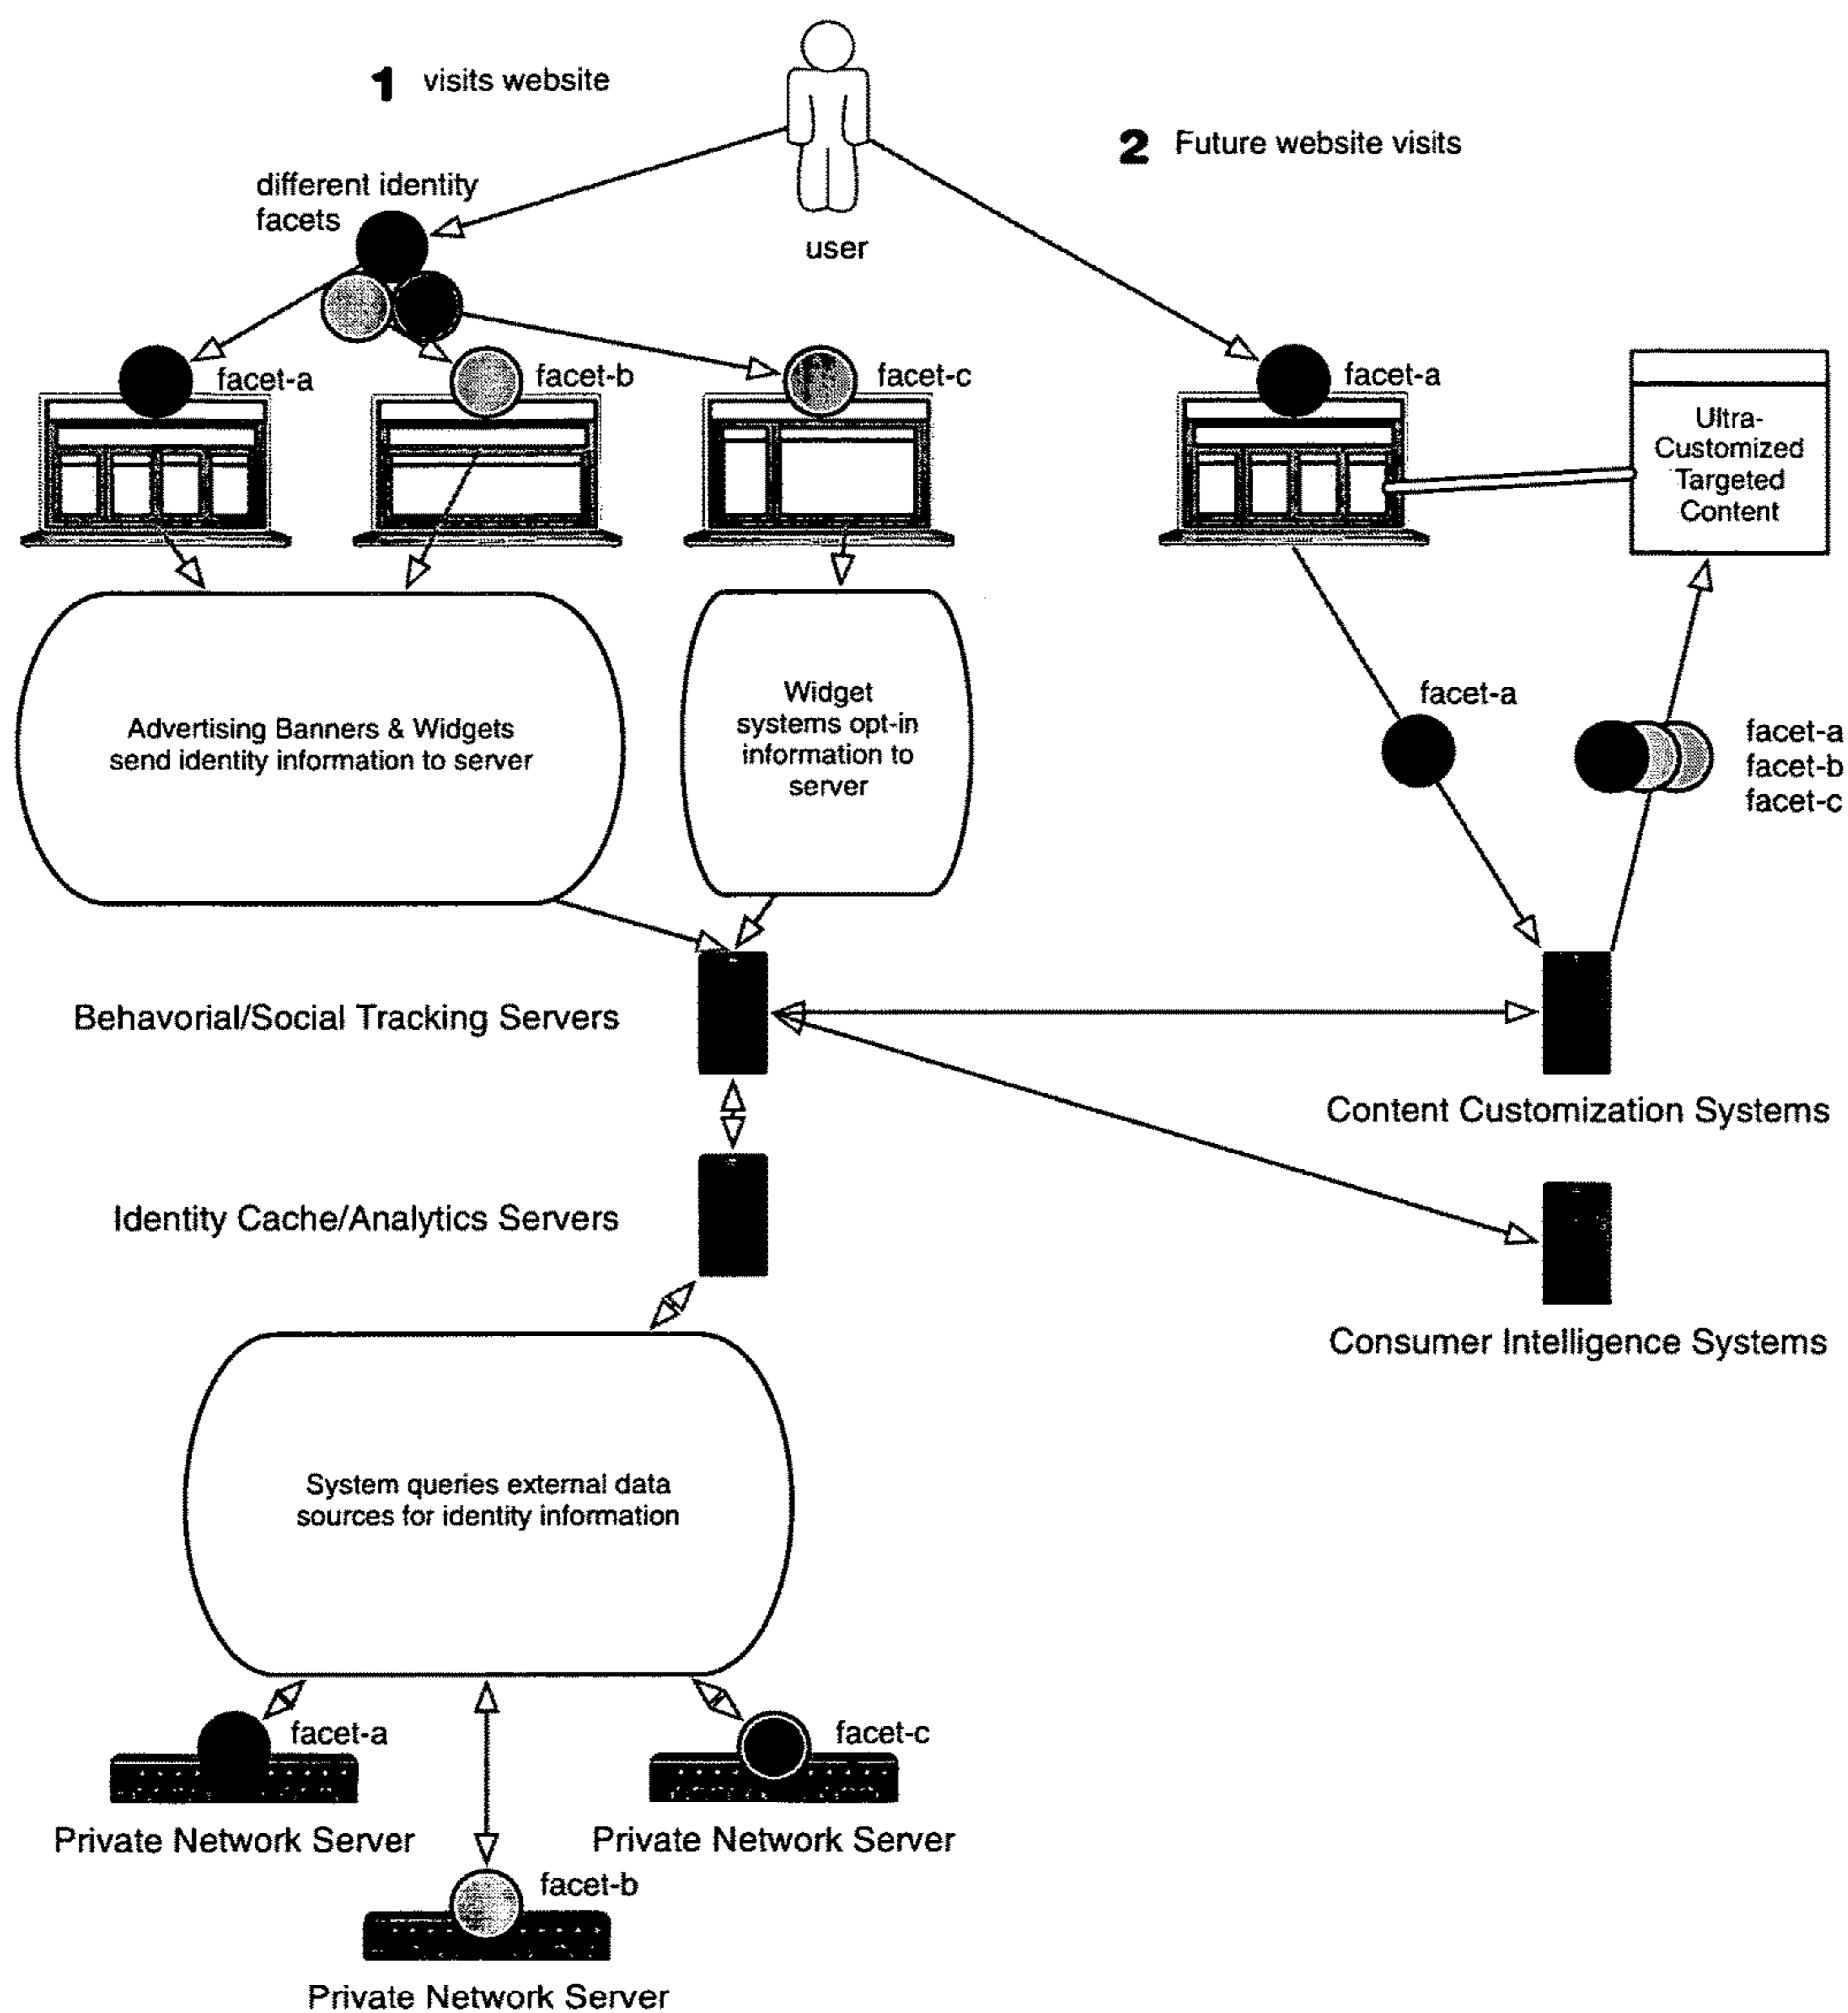 1 visits website
2 Future website visits
different identity
facets
user
facet-a
facet-b
facet-c
facet-a
Ultra-
Customized
Targeted
Content
Advertising Banners & Widgets
send identity information to server
Widget
systems opt-in
information to
server
facet-a
facet-a
facet-b
facet-c
Behavorial/Social Tracking Servers
Content Customization Systems
Identity Cache/Analytics Servers
Consumer Intelligence Systems
System queries external data
sources for identity information
facet-a
facet-c
Private Network Server
Private Network Server
facet-b
Private Network Server